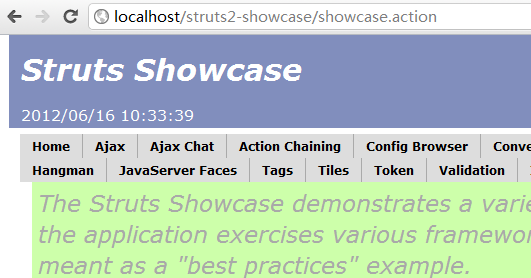 localhost/struts2-showcase/showcase.action
Struts Showcase
2012/06/16 10:33:39
Home Ajax Ajax Chat Action Chaining Config Browser Conve
Hangman JavaServer Faces Tags Tiles Token Validation
The Struts Showcase demonstrates a varie
the application exercises various framewor
meant as a "best practices" example.